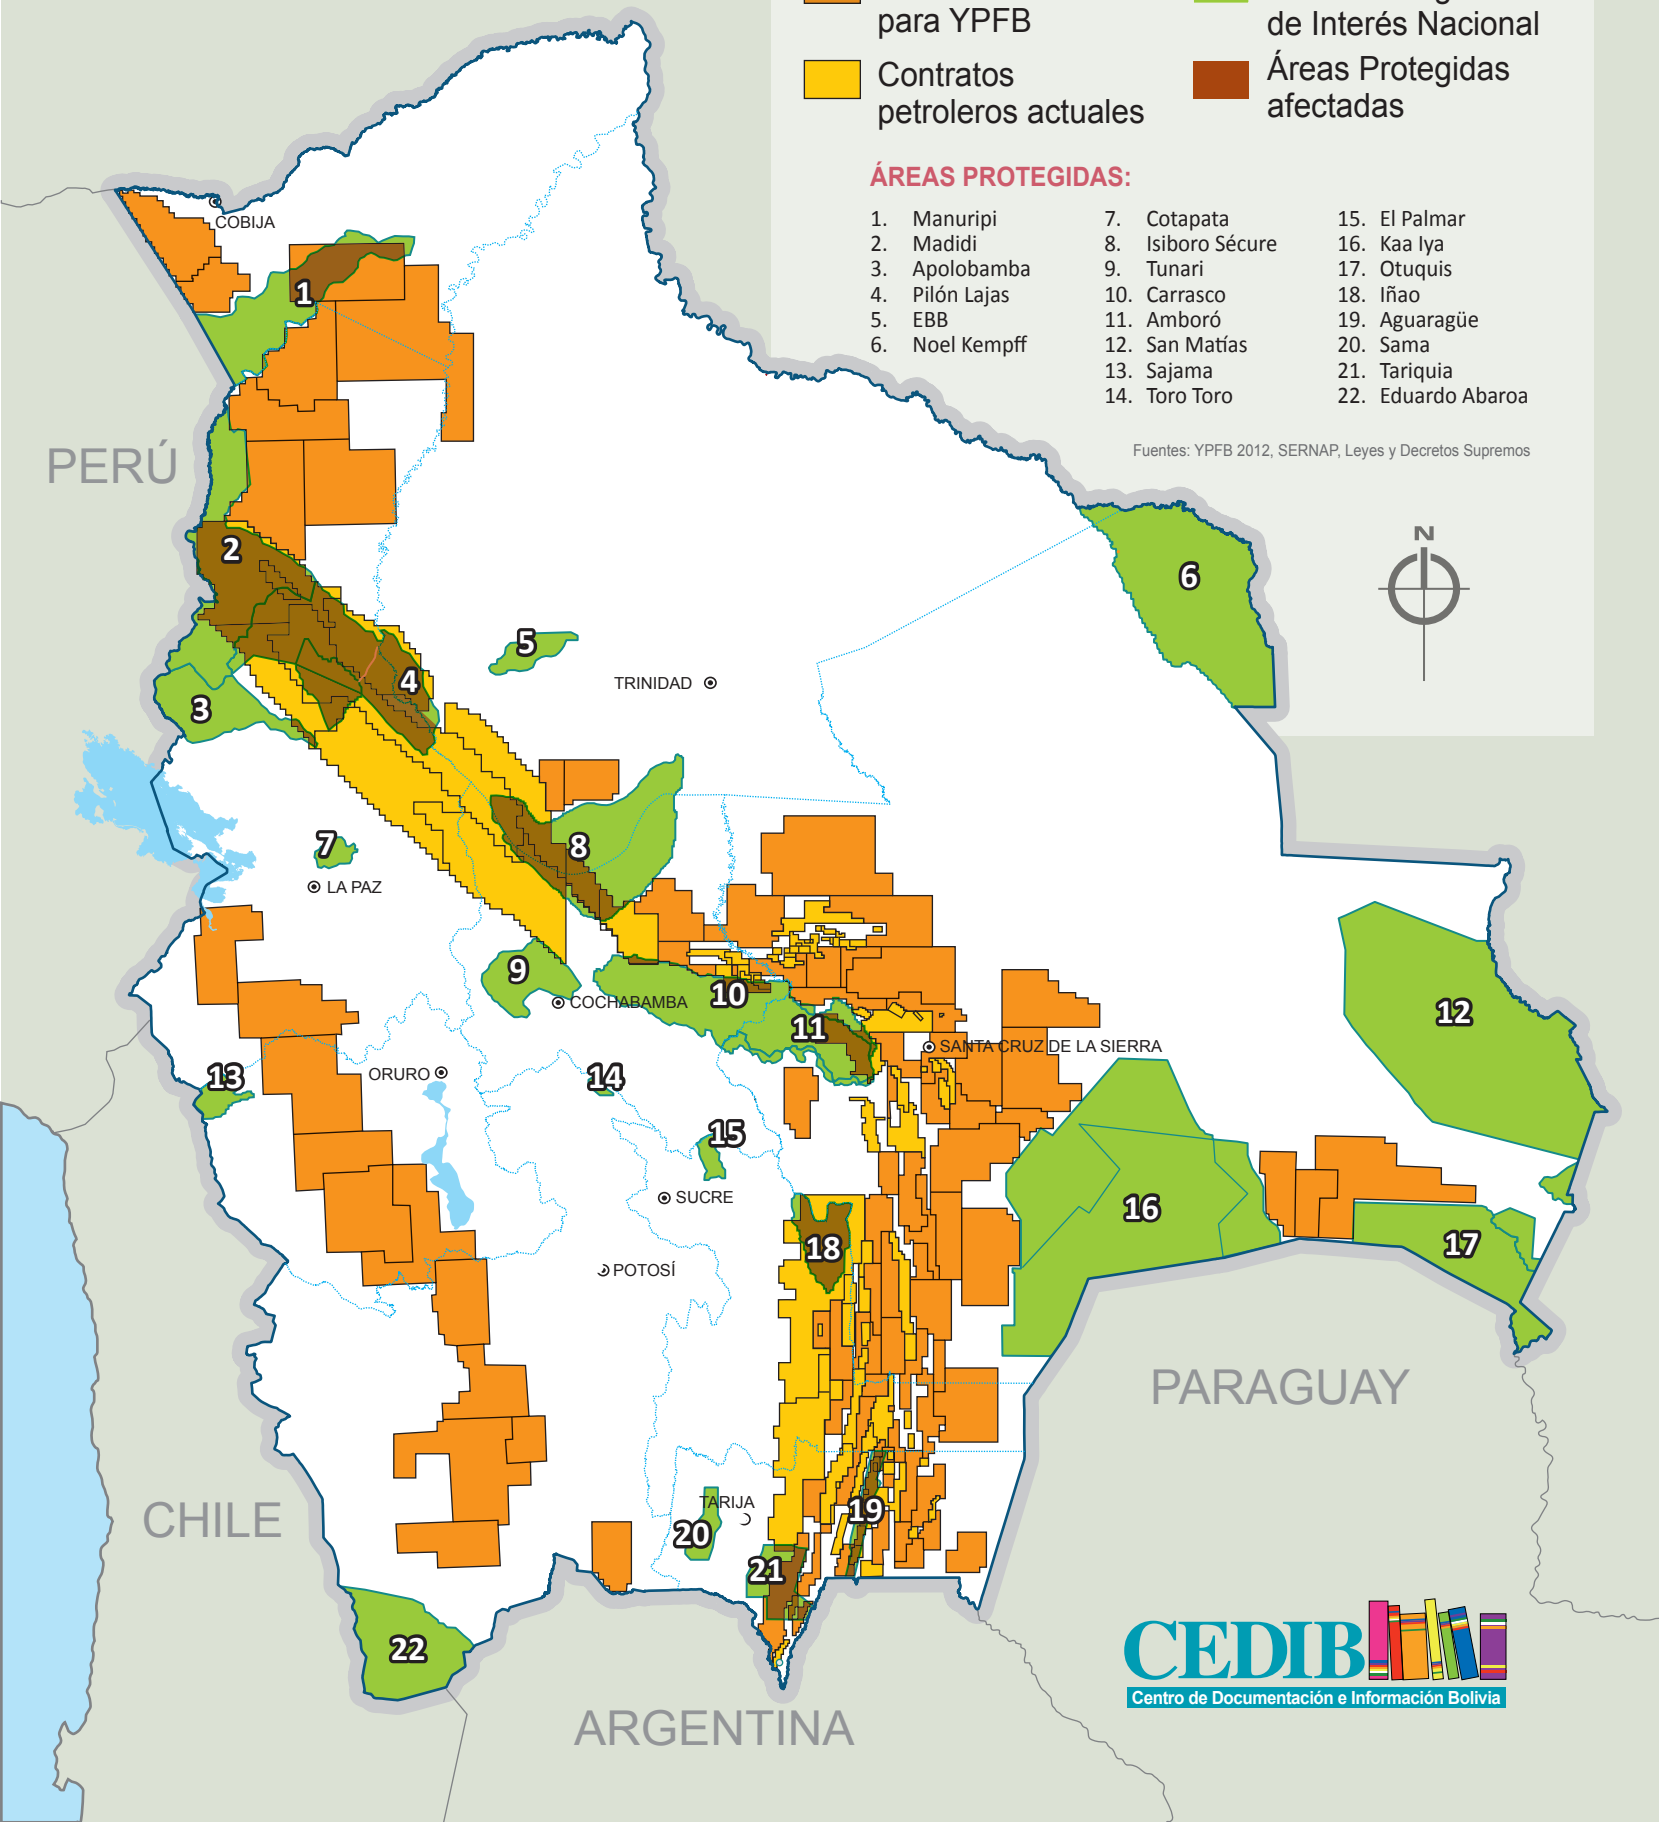 para YPFB
de Interés Nacional
Contratos
petroleros actuales
Áreas Protegidas
afectadas
ÁREAS PROTEGIDAS:
1. Manuripi
2. Madidi
3. Apolobamba
4. Pilón Lajas
5. EBB
6. Noel Kempff
7. Cotapata
8. Isiboro Sécure
9. Tunari
10. Carrasco
11. Amboró
12. San Matías
13. Sajama
14. Toro Toro
15. El Palmar
16. Kaa Iya
17. Otuquis
18. Iñao
19. Aguaragüe
20. Sama
21. Tariquia
22. Eduardo Abaroa
Fuentes: YPFB 2012, SERNAP, Leyes y Decretos Supremos
N
COBIJA
1
PERÚ
2
6
5
4
TRINIDAD
3
7
8
LA PAZ
9
10
COCHABAMBA
12
11
SANTA CRUZ DE LA SIERRA
13
ORURO
14
15
SUCRE
16
18
17
POTOSÍ
PARAGUAY
CHILE
TARIJA
19
20
21
22
CEDIB
Centro de Documentación e Información Bolivia
ARGENTINA